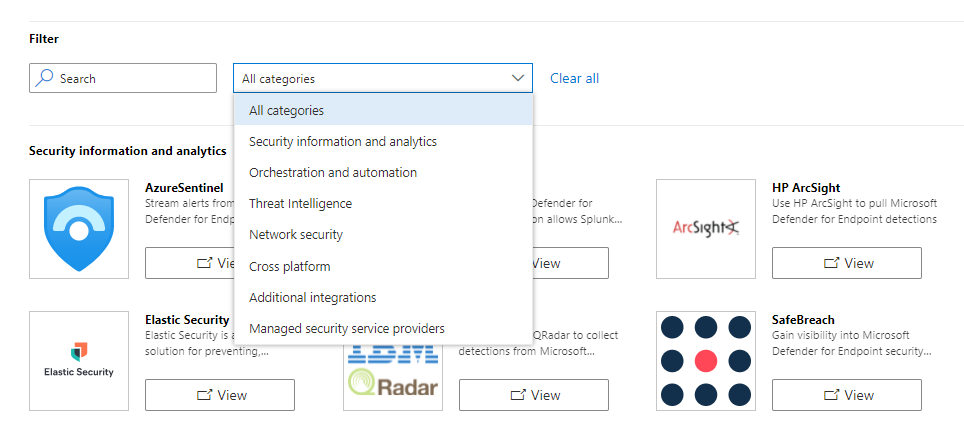 Filter
Search
All categories
Clear all
All categories
Security information and analytics
Orchestration and automation
Threat Intelligence
Network security
Cross platform
Additional integrations
Managed security service providers
Security information and analytics
AzureSentinel
Stream alerts from
Defender for Endpoint
View
Defender for
on allows Splunk...
View
ArcSight
HP ArcSight
Use HP ArcSight to pull Microsoft
Defender for Endpoint detections
View
Elastic Security
Elastic Security
Elastic Security is a
solution for preventing,...
View
IBM
QRadar
QRadar to collect
detections from Microsoft...
View
SafeBreach
Gain visibility into Microsoft
Defender for Endpoint security...
View